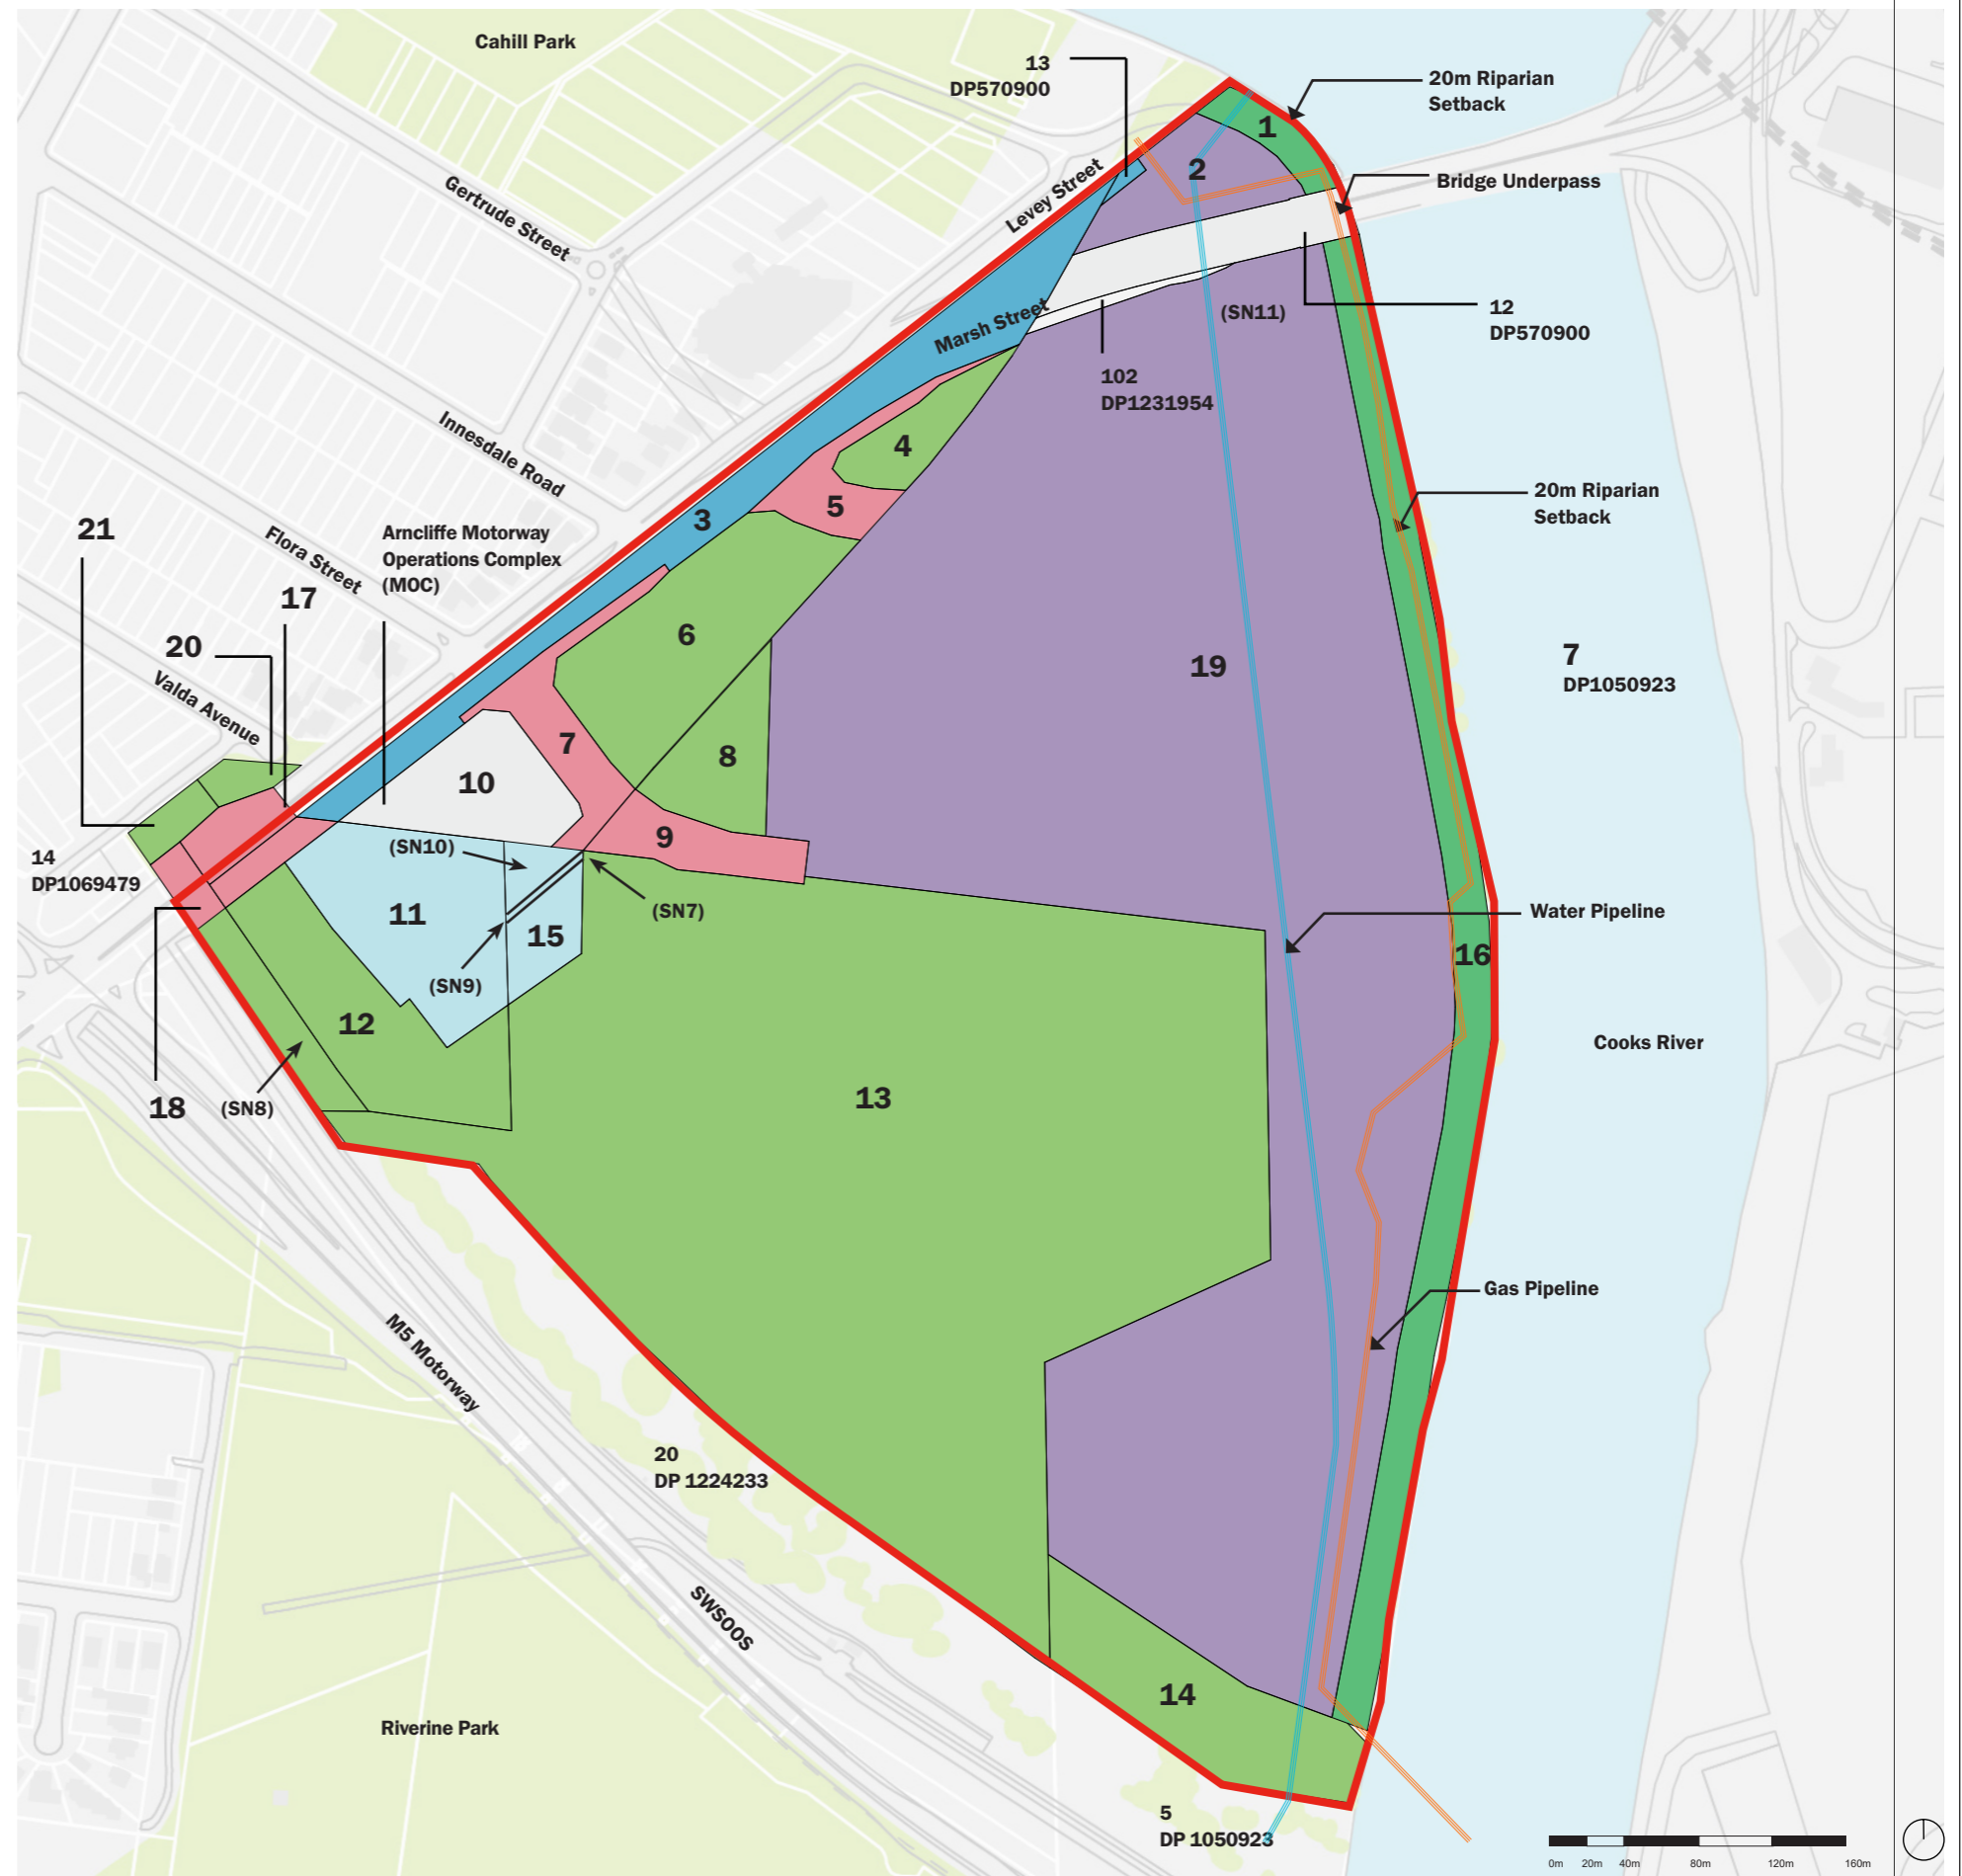 Cahill Park
13
DP570900
20m Riparian
Setback
1
2
Bridge Underpass
Levey Street
Gertrude Street
Marsh Street
(SN11)
12
DP570900
102
DP1231954
4
Innesdale Road
5
3
20m Riparian
Setback
21
Arncliffe Motorway
Operations Complex
(MOC)
Flora Street
17
20
6
19
7
DP1050923
Valda Avenue
7
8
10
9
(SN10)
14
DP1069479
11
(SN7)
15
Water Pipeline
16
(SN9)
12
Cooks River
18
(SN8)
13
Gas Pipeline
M5 Motorway
20
DP 1224233
SWSOOS
14
Riverine Park
5
DP 1050923
0m 20m 40m 80m 120m 160m